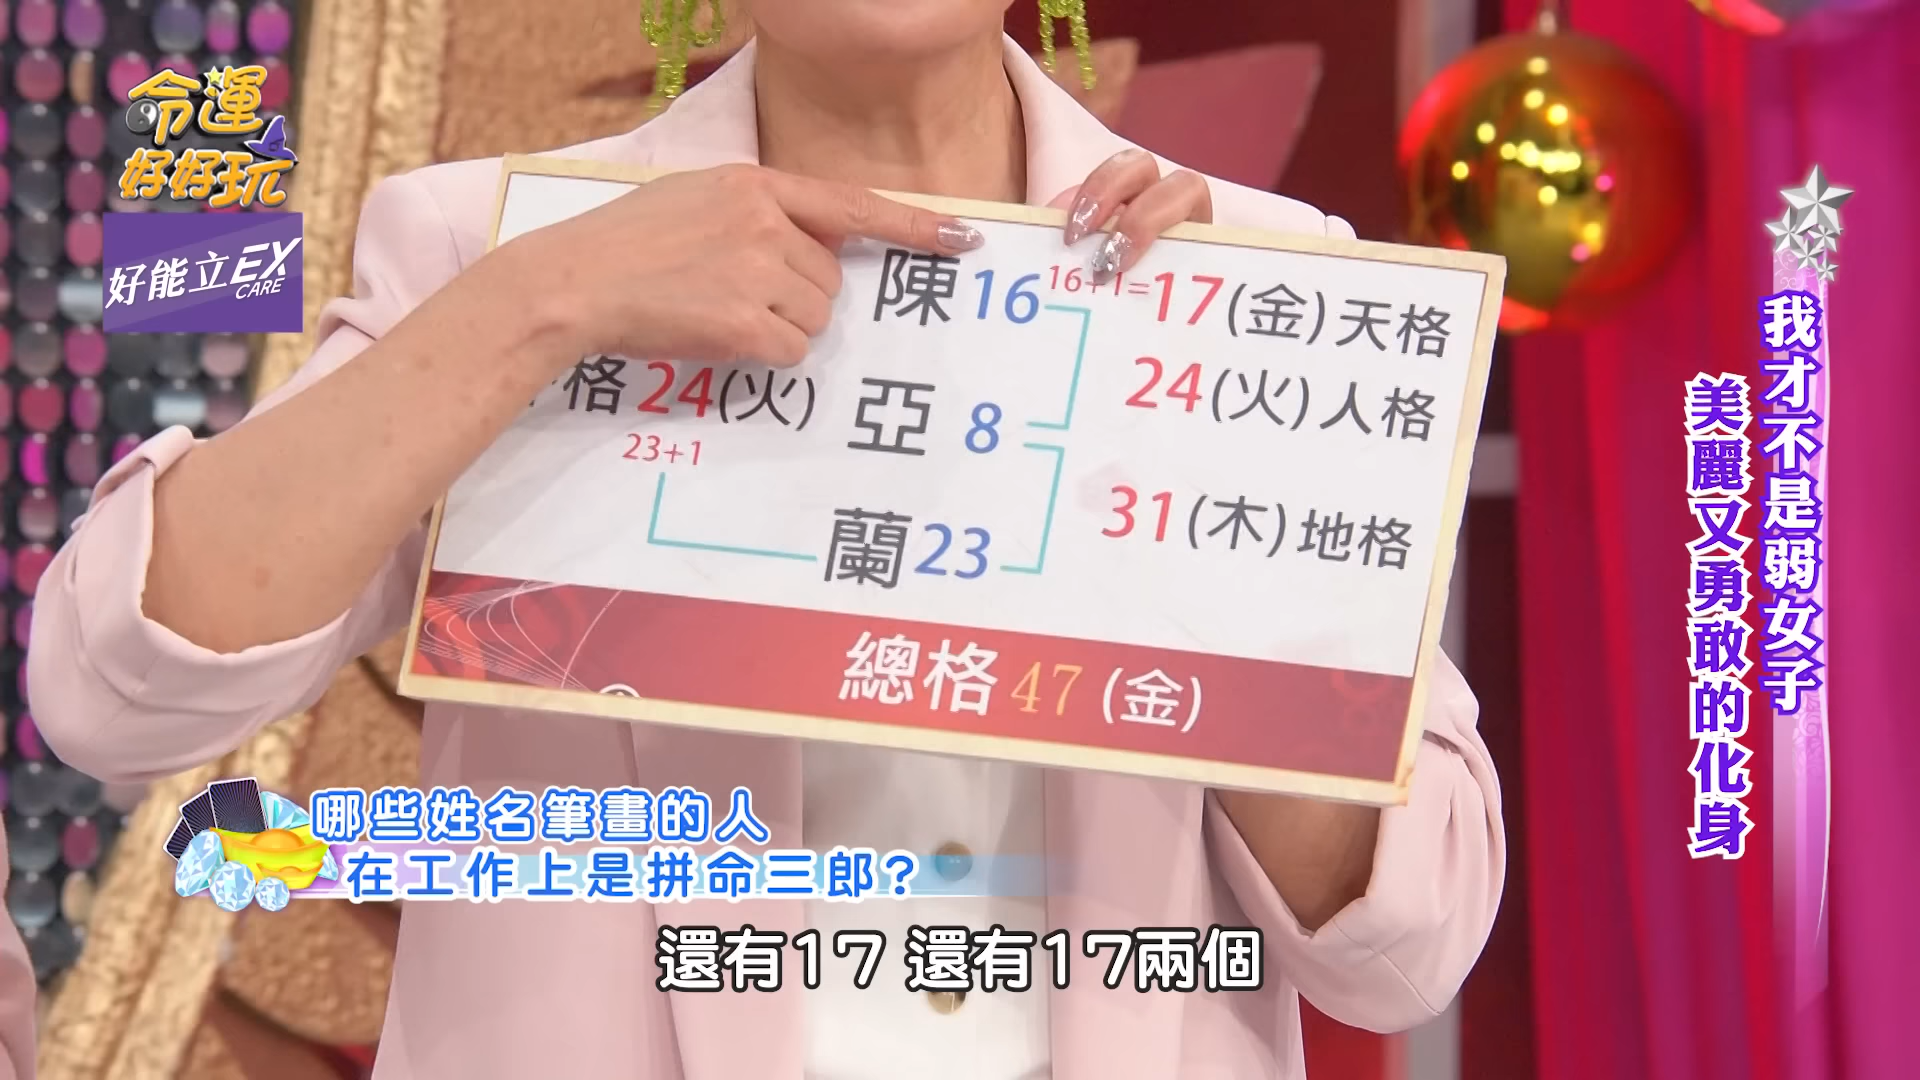 命運
好好玩
好能立EX
CARE
陳 16 16+1=17(金)天格
格 24(火) 亞 8 24(火)人格
23+1
蘭 23 31(木)地格
總格 47 (金)
我才不是弱女子
美麗又勇敢的化身
哪些姓名筆畫的人
在工作上是拼命三郎?
還有17 還有17兩個